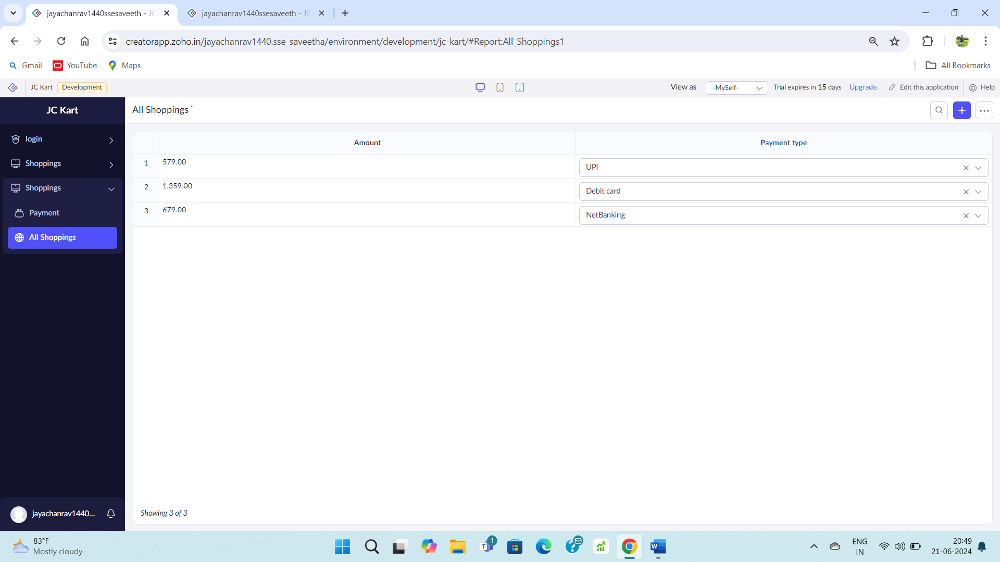 jayachanrav1440ssesaveeth - JC
jayachanrav1440ssesaveeth - JC
creatorapp.zoho.in/jayachanrav1440.sse_saveetha/environment/development/jc-kart/#Report:All_Shoppings1
Gmail YouTube Maps All Bookmarks
JC Kart Development View as -MySelf- Trial expires in 15 days Upgrade Edit this application Help
JC Kart
All Shoppings *
login
Shoppings
Shoppings
Payment
All Shoppings
Amount Payment type
1 579.00 UPI
2 1,359.00 Debit card
3 679.00 NetBanking
Showing 3 of 3
jayachanrav1440...
83°F
Mostly cloudy
1
ENG
IN
20:49
21-06-2024